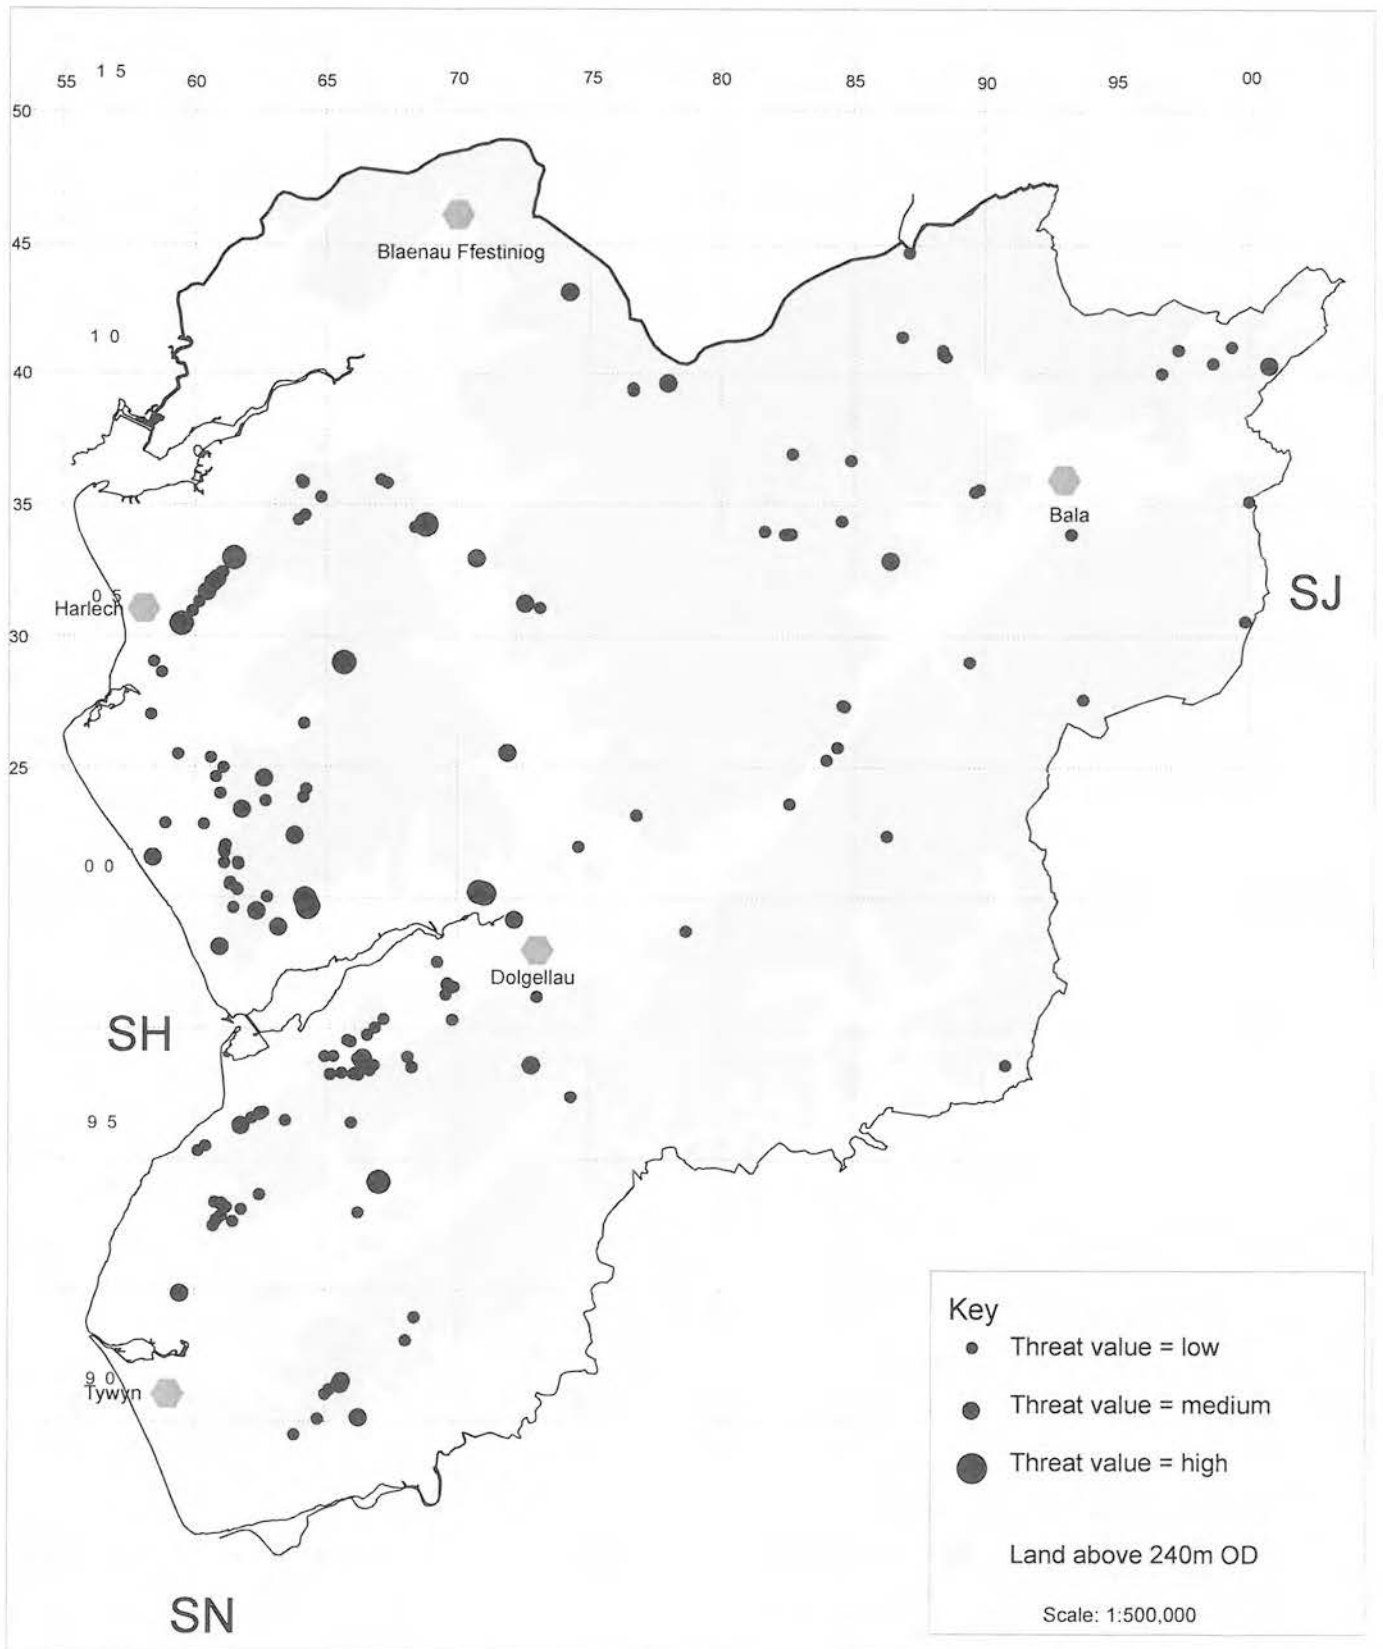 55 1 5 60 65 70 75 80 85 90 95 00
50
45
Blaenau Ffestiniog
1 0
40
35
Bala
0 5
SJ
Harlech
30
25
0 0
Dolgellau
SH
9 5
9 0
Tywyn
SN
Key
Threat value = low
Threat value = medium
Threat value = high
Land above 240m OD
Scale: 1:500,000